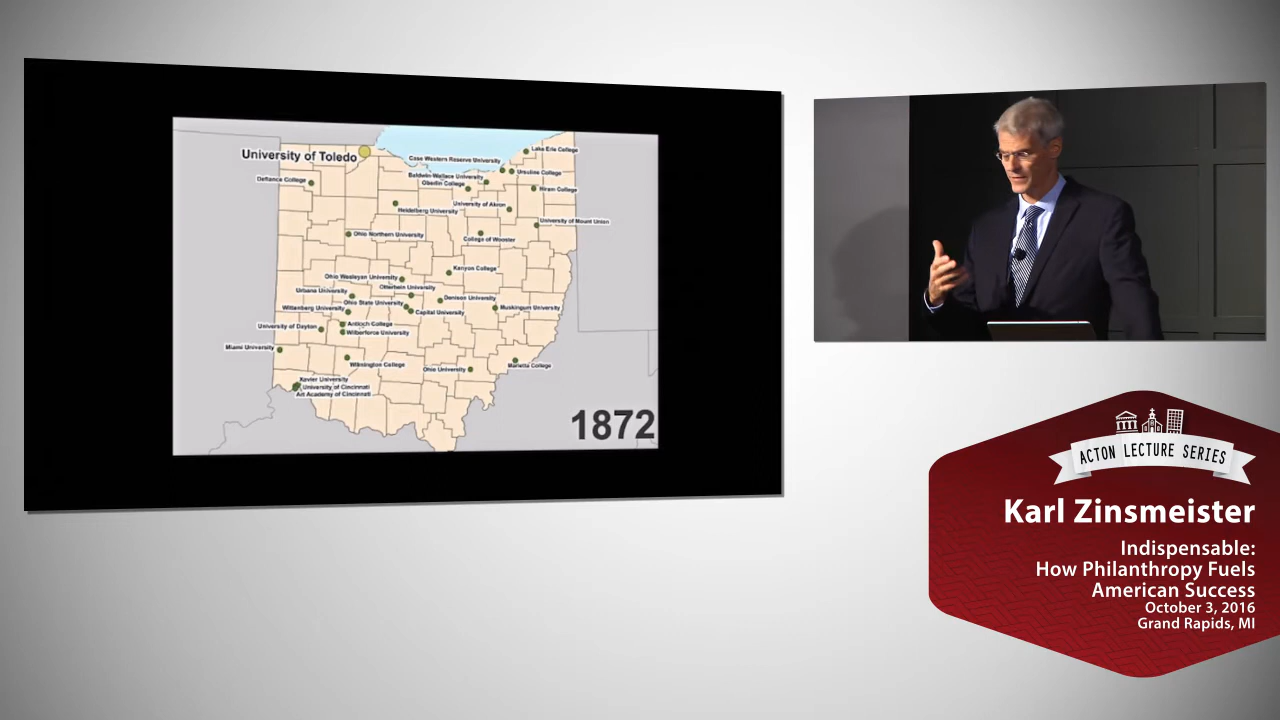 University of Toledo
Lake Erie College
Case Western Reserve University
Ursuline College
Baldwin Wallace University
Defiance College
Oberlin College
Hiram College
University of Akron
Heidelberg University
University of Mount Union
Ohio Northern University
College of Wooster
Kenyon College
Ohio Wesleyan University
Otterbein University
Urbana University
Denison University
Ohio State University
Wittenberg University
Muskingum University
Capital University
University of Dayton
Antioch College
Wilberforce University
Miami University
Wilmington College
Ohio University
Marietta College
Xavier University
University of Cincinnati
Art Academy of Cincinnati
1872
ACTON LECTURE SERIES
Karl Zinsmeister
Indispensable:
How Philanthropy Fuels
American Success
October 3, 2016
Grand Rapids, MI